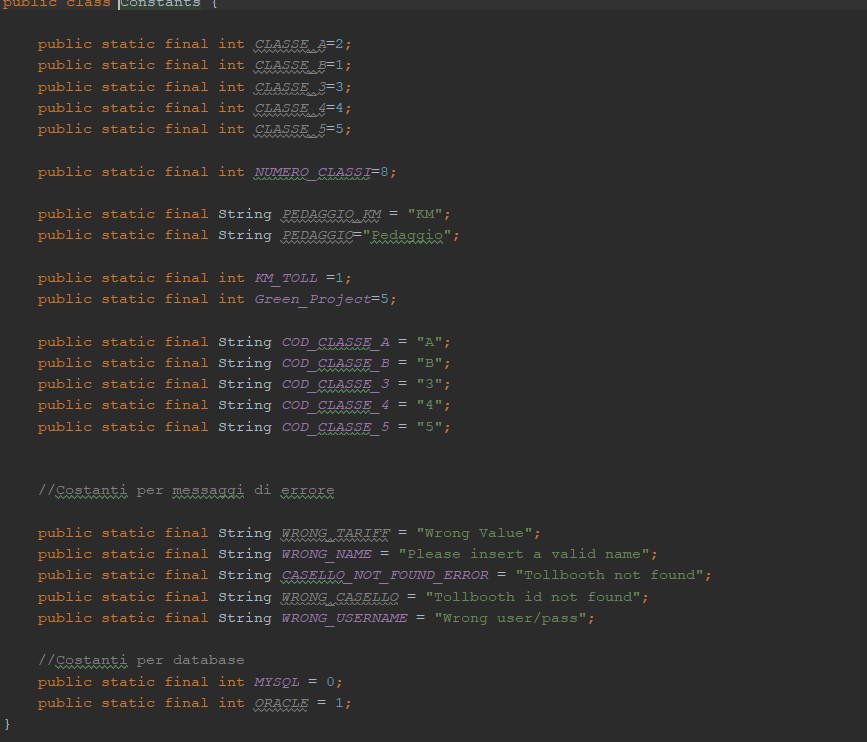 public class Constants {
public static final int CLASSE_A=2;
public static final int CLASSE_B=1;
public static final int CLASSE_3=3;
public static final int CLASSE_4=4;
public static final int CLASSE_5=5;
public static final int NUMERO_CLASSI=8;
public static final String PEDAGGIO_KM = "KM";
public static final String PEDAGGIO="Pedaggio";
public static final int KM_TOLL =1;
public static final int Green_Project=5;
public static final String COD_CLASSE_A = "A";
public static final String COD_CLASSE_B = "B";
public static final String COD_CLASSE_3 = "3";
public static final String COD_CLASSE_4 = "4";
public static final String COD_CLASSE_5 = "5";
//Costanti per messaggi di errore
public static final String WRONG_TARIFF = "Wrong Value";
public static final String WRONG_NAME = "Please insert a valid name";
public static final String CASELLO_NOT_FOUND_ERROR = "Tollbooth not found";
public static final String WRONG_CASELLO = "Tollbooth id not found";
public static final String WRONG_USERNAME = "Wrong user/pass";
//Costanti per database
public static final int MYSQL = 0;
public static final int ORACLE = 1;
}